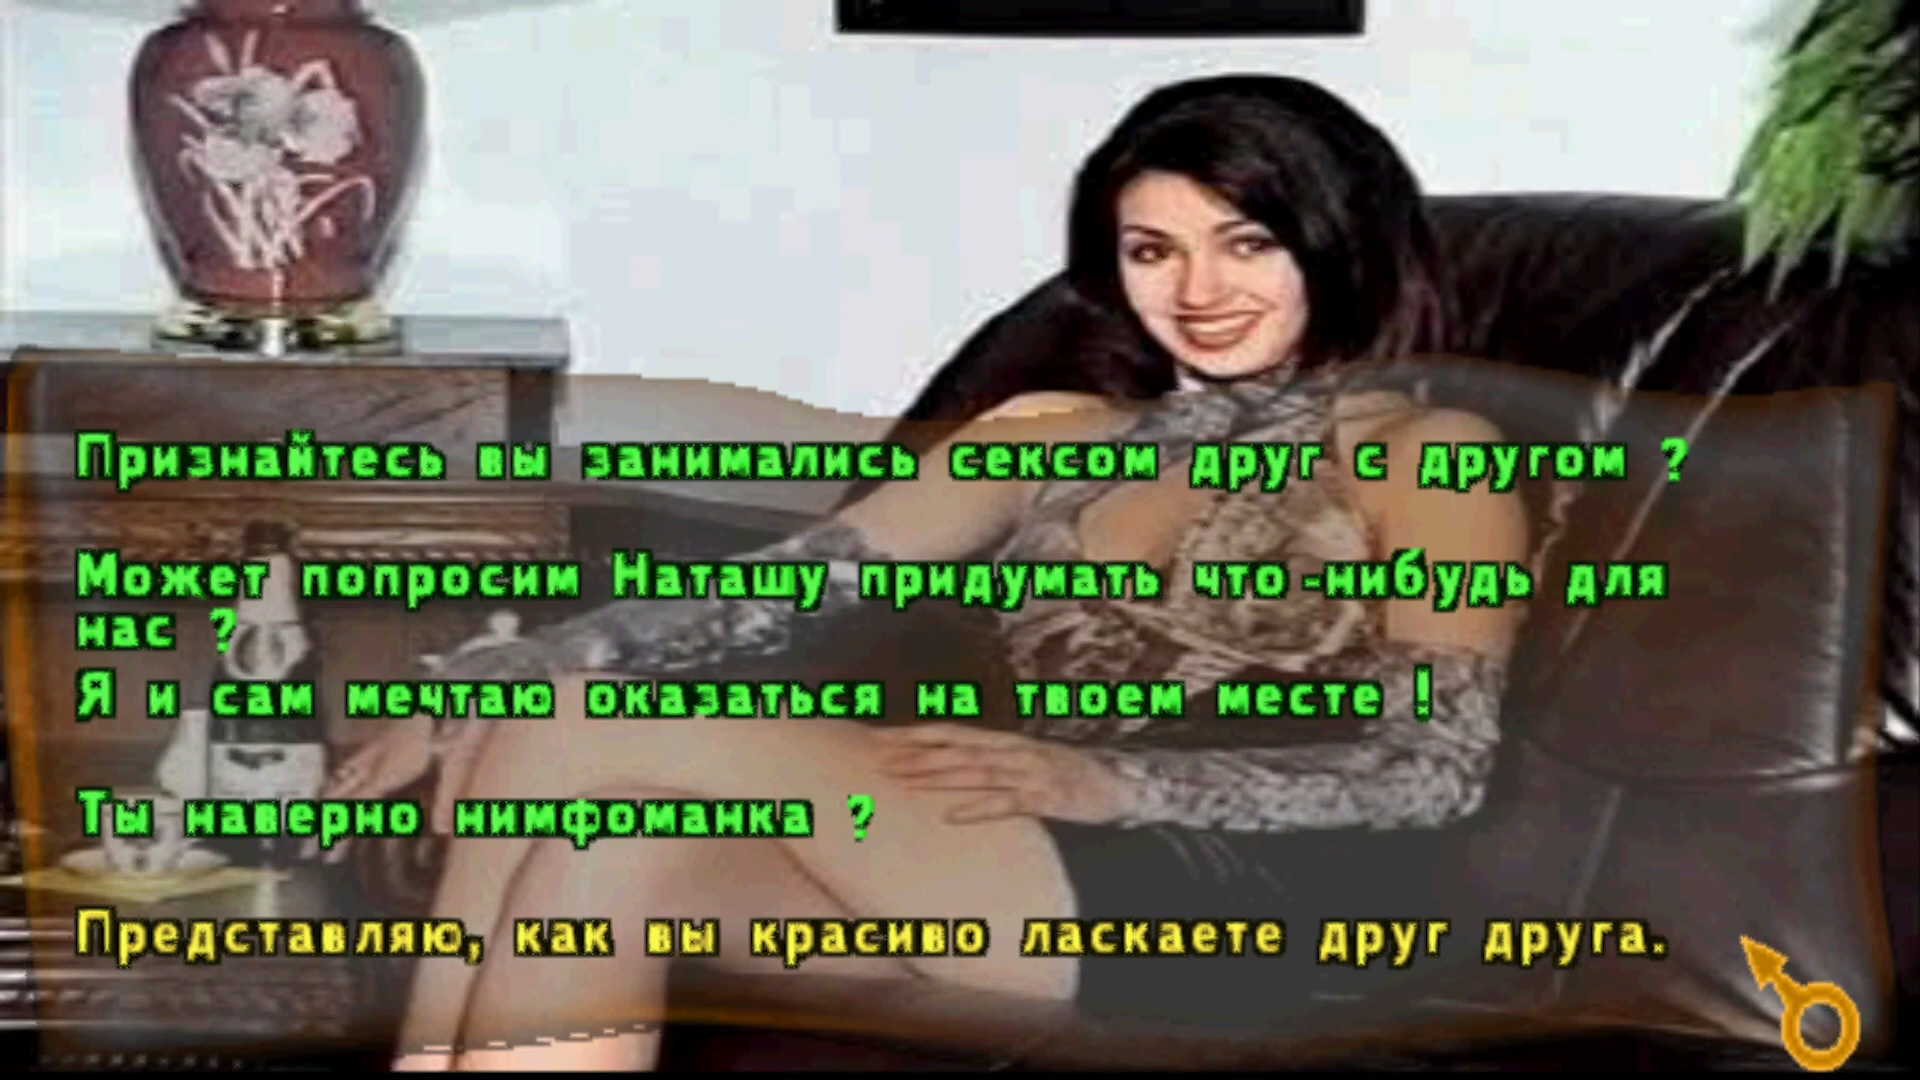 Признайтесь вы занимались сексом друг с другом ?
Может попросим Наташу придумать что-нибудь для
нас ?
Я и сам мечтаю оказаться на твоем месте !
Ты наверно нимфоманка ?
Представляю, как вы красиво ласкаете друг друга.